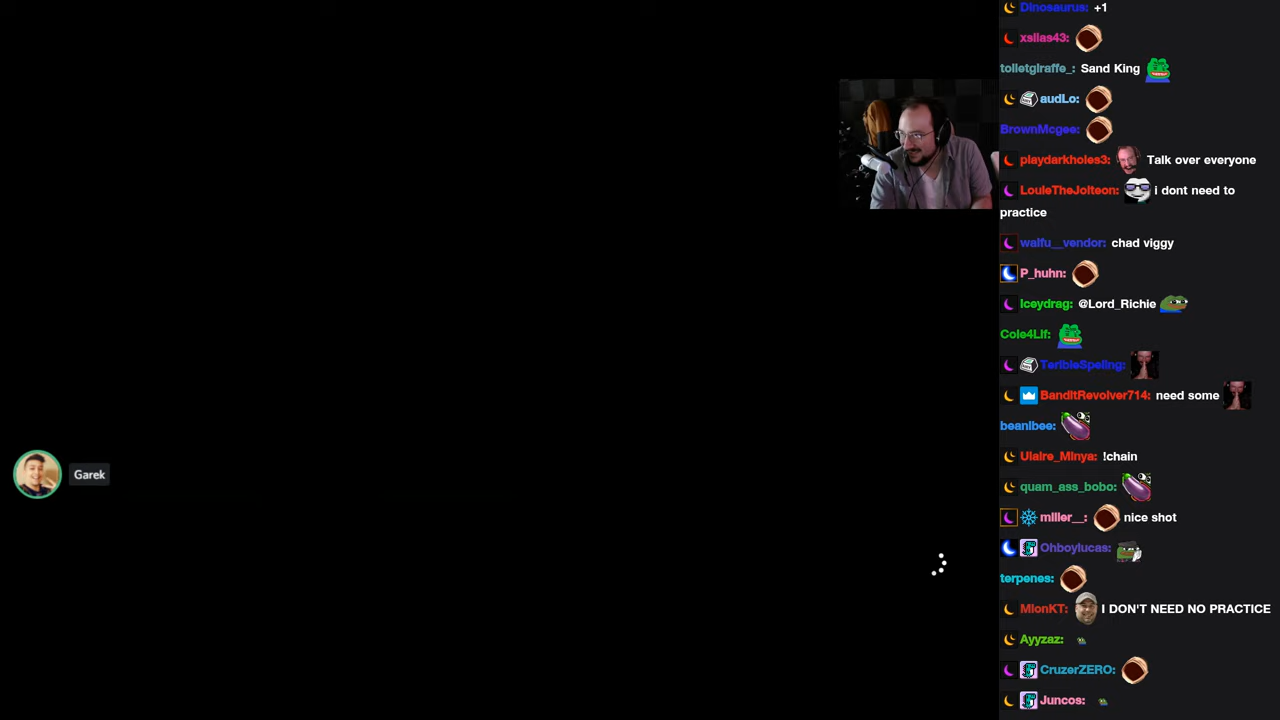 Dinosaurus: +1
xsilas43:
toiletgiraffe_: Sand King
audLo:
BrownMcgee:
playdarkholes3: Talk over everyone
LouieTheJolteon: i dont need to
practice
waifu__vendor: chad viggy
P_huhn:
Iceydrag: @Lord_Richie
Cole4Lif:
TeribleSpeling:
BanditRevolver714: need some
beanibee:
Ulaire_Minya: !chain
quam_ass_bobo:
miller__: nice shot
Garek
Ohboylucas:
terpenes:
MionKT: I DON'T NEED NO PRACTICE
Ayyzaz:
CruzerZERO:
Juncos: